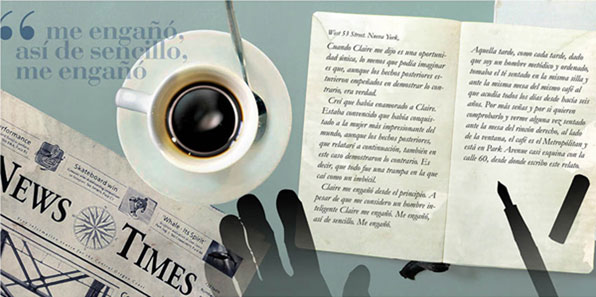 “ me engañó,
así de sencillo,
me engañó
West 53 Street. Nueva York,
Cuando Claire me dijo es una oportuni-
dad única, lo menos que podía imaginar
es que, aunque los hechos posteriores es-
tuvieron empeñados en demostrar lo contra-
rio, era verdad.
Creí que había enamorado a Claire.
Estaba convencido que había conquis-
tado a la mujer más impresionante del
mundo, aunque los hechos posteriores,
que relataré a continuación, también en
este caso demostraron lo contrario. Es
decir, que todo fue una trampa en la que
caí como un imbécil.
Claire me engañó desde el principio. A
pesar de que me considero un hombre in-
teligente Claire me engañó. Me engañó,
así de sencillo. Me engañó.
Aquella tarde, como cada tarde, dado
que soy un hombre metódico y ordenado,
tomaba el té sentado en la misma silla y
ante la misma mesa del mismo café al
que acudía todos los días desde hacía seis
años. Por más señas y por si quieren
comprobarlo y verme alguna vez sentado
ante la mesa del rincón derecho, al lado
de la ventana, el café es el Metropolitan y
está en Park Avenue casi esquina con la
calle 60, desde donde escribo este relato.
Performance
Skateboard win
Whale - Its Spirit
NEWS TIMES